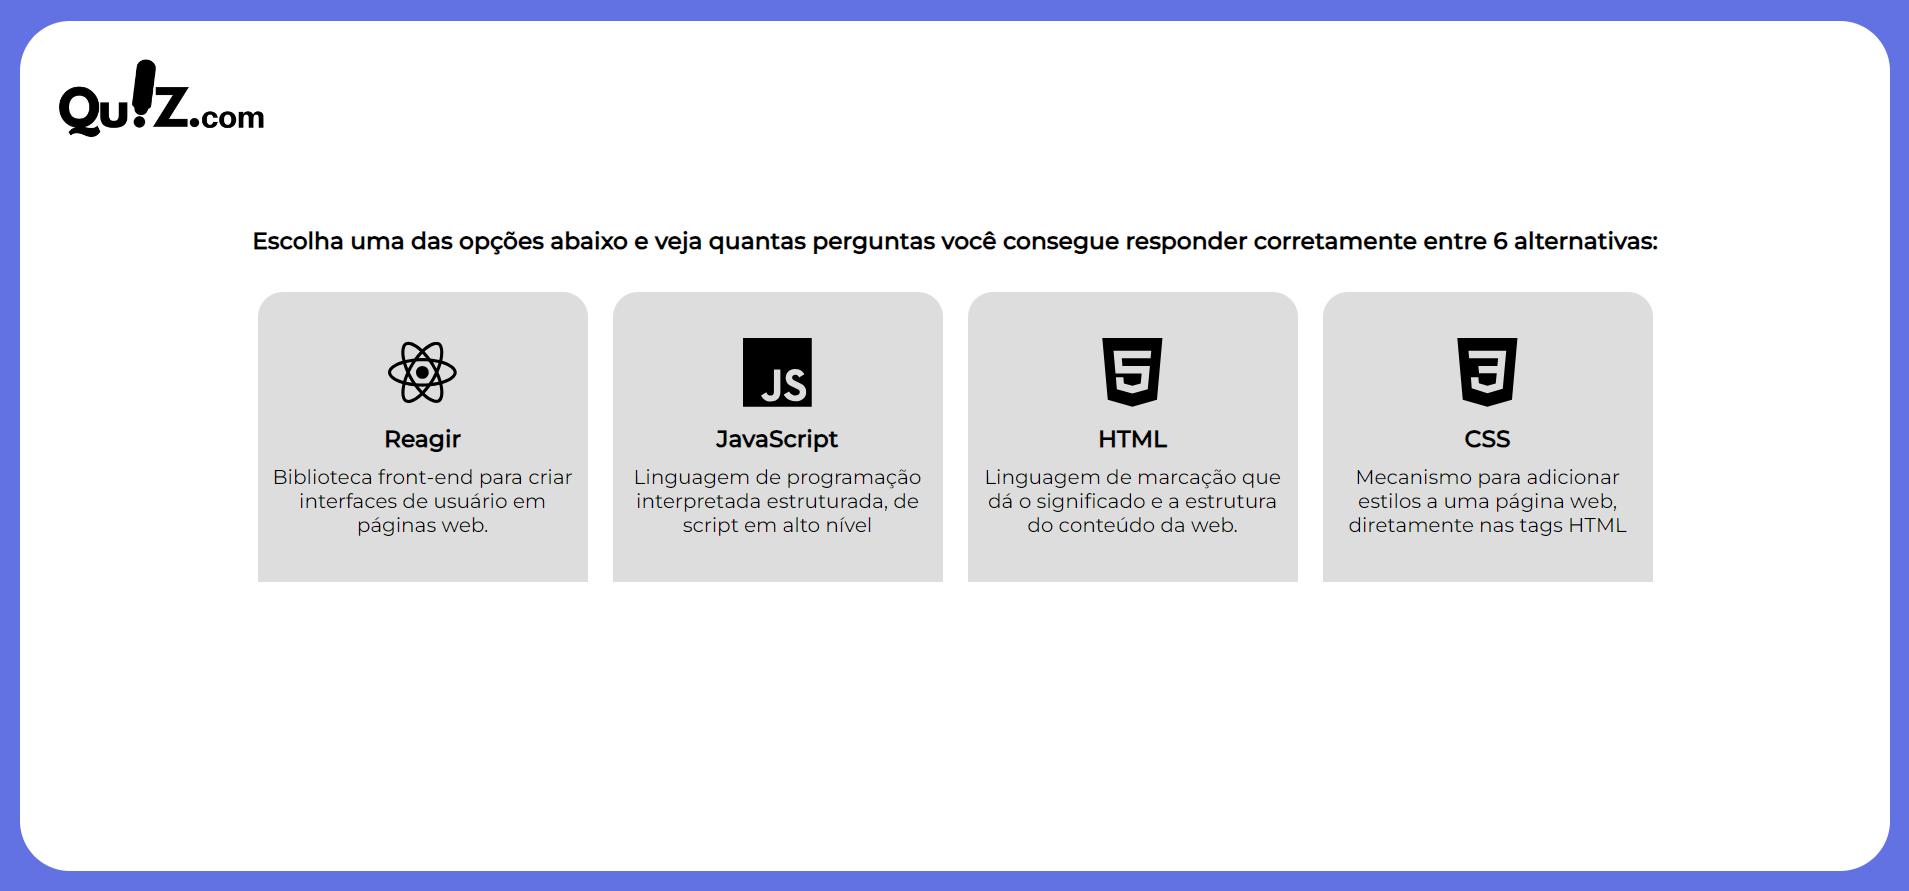 Qu!z.com
Escolha uma das opções abaixo e veja quantas perguntas você consegue responder corretamente entre 6 alternativas:
JS
Reagir
JavaScript
HTML
CSS
Biblioteca front-end para criar
interfaces de usuário em
páginas web.
Linguagem de programação
interpretada estruturada, de
script em alto nível
Linguagem de marcação que
dá o significado e a estrutura
do conteúdo da web.
Mecanismo para adicionar
estilos a uma página web,
diretamente nas tags HTML